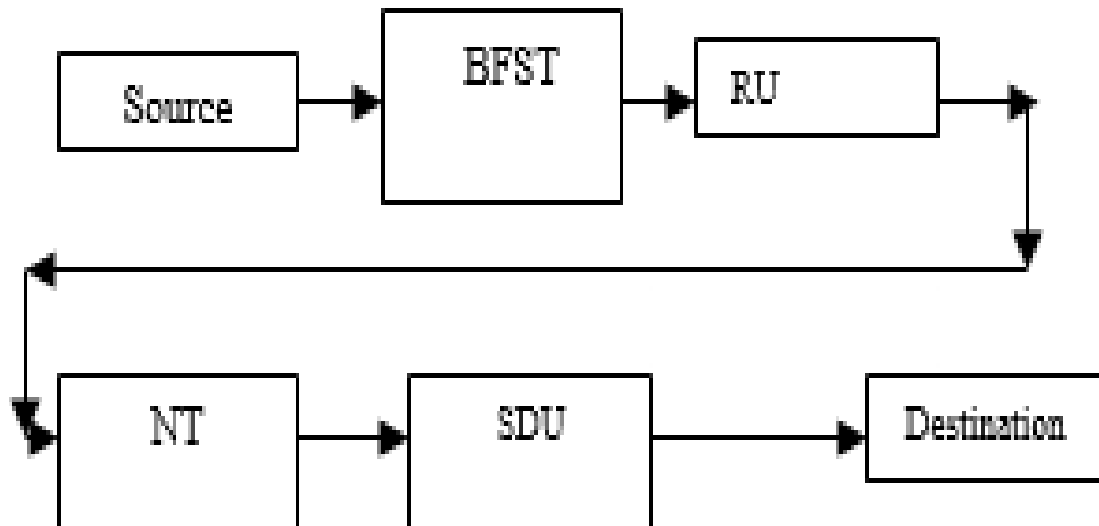 Source
BFST
RU
NT
SDU
Destination